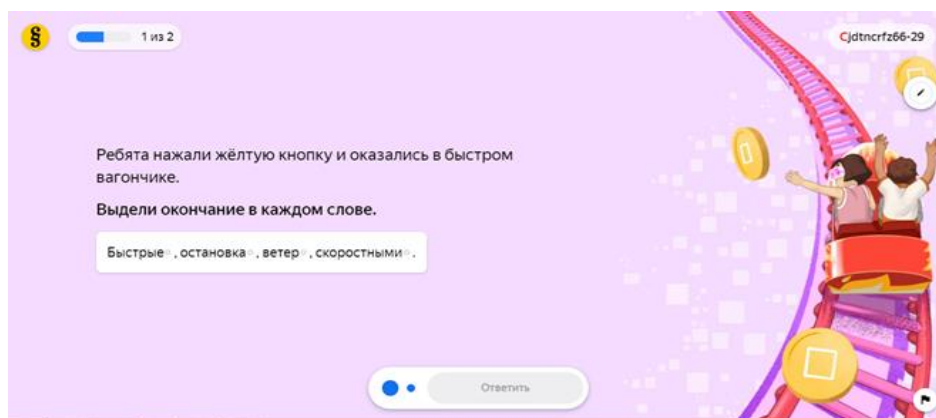 §
1 из 2
Cjdtncrfz66-29
Ребята нажали жёлтую кнопку и оказались в быстром
вагончике.
Выдели окончание в каждом слове.
Быстрые , остановка , ветер , скоростными .
Ответить